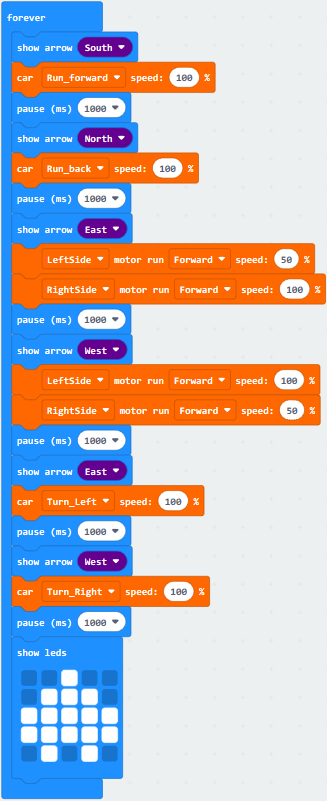 forever
show arrow South
car Run_forward speed: 100 %
pause (ms) 1000
show arrow North
car Run_back speed: 100 %
pause (ms) 1000
show arrow East
LeftSide motor run Forward speed: 50 %
RightSide motor run Forward speed: 100 %
pause (ms) 1000
show arrow West
LeftSide motor run Forward speed: 100 %
RightSide motor run Forward speed: 50 %
pause (ms) 1000
show arrow East
car Turn_Left speed: 100 %
pause (ms) 1000
show arrow West
car Turn_Right speed: 100 %
pause (ms) 1000
show leds